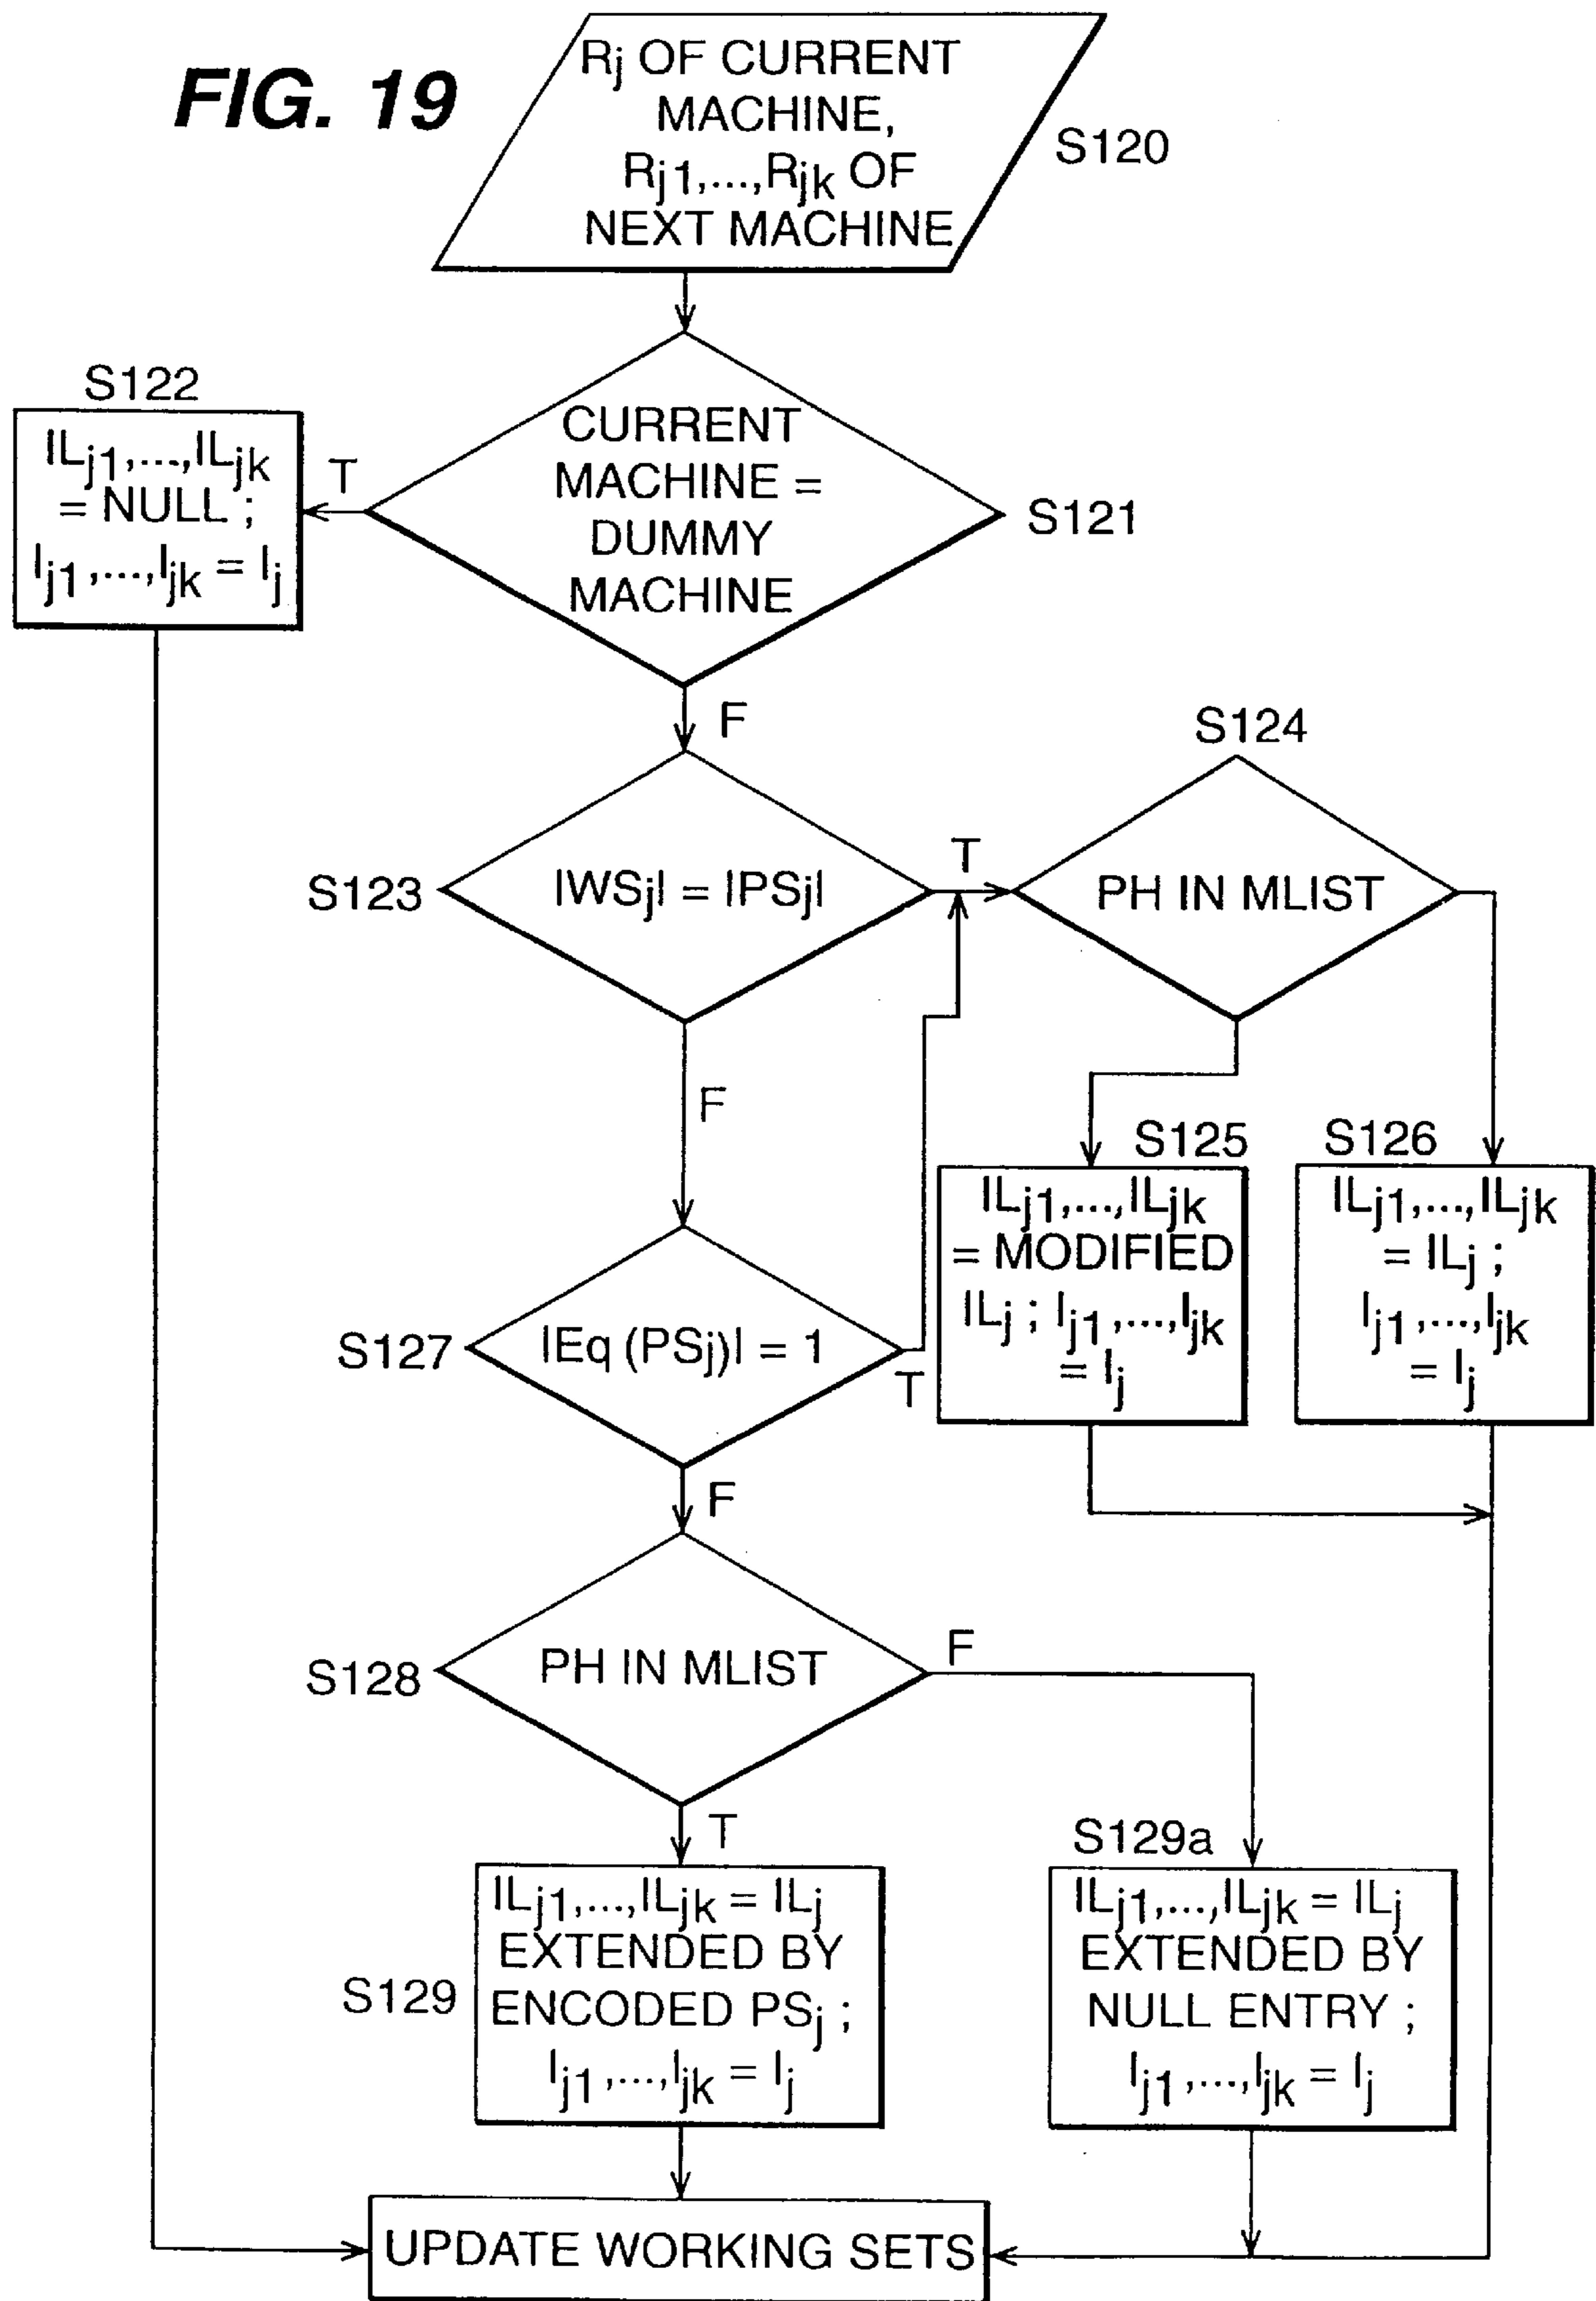 FIG. 19
Rj OF CURRENT
MACHINE,
Rj1,...,Rjk OF
NEXT MACHINE
S120
S122
ILj1,...,ILjk
= NULL ;
Ij1,...,Ijk = Ij
T
CURRENT
MACHINE =
DUMMY
MACHINE
S121
F
S123
|WSj| = |PSj|
T
S124
PH IN MLIST
F
S125
ILj1,...,ILjk
= MODIFIED
ILj ; Ij1,...,Ijk
= Ij
S126
ILj1,...,ILjk
= ILj ;
Ij1,...,Ijk
= Ij
S127
|Eq (PSj)| = 1
T
F
S128
PH IN MLIST
F
T
S129
ILj1,...,ILjk = ILj
EXTENDED BY
ENCODED PSj ;
Ij1,...,Ijk = Ij
S129a
ILj1,...,ILjk = ILj
EXTENDED BY
NULL ENTRY ;
Ij1,...,Ijk = Ij
UPDATE WORKING SETS